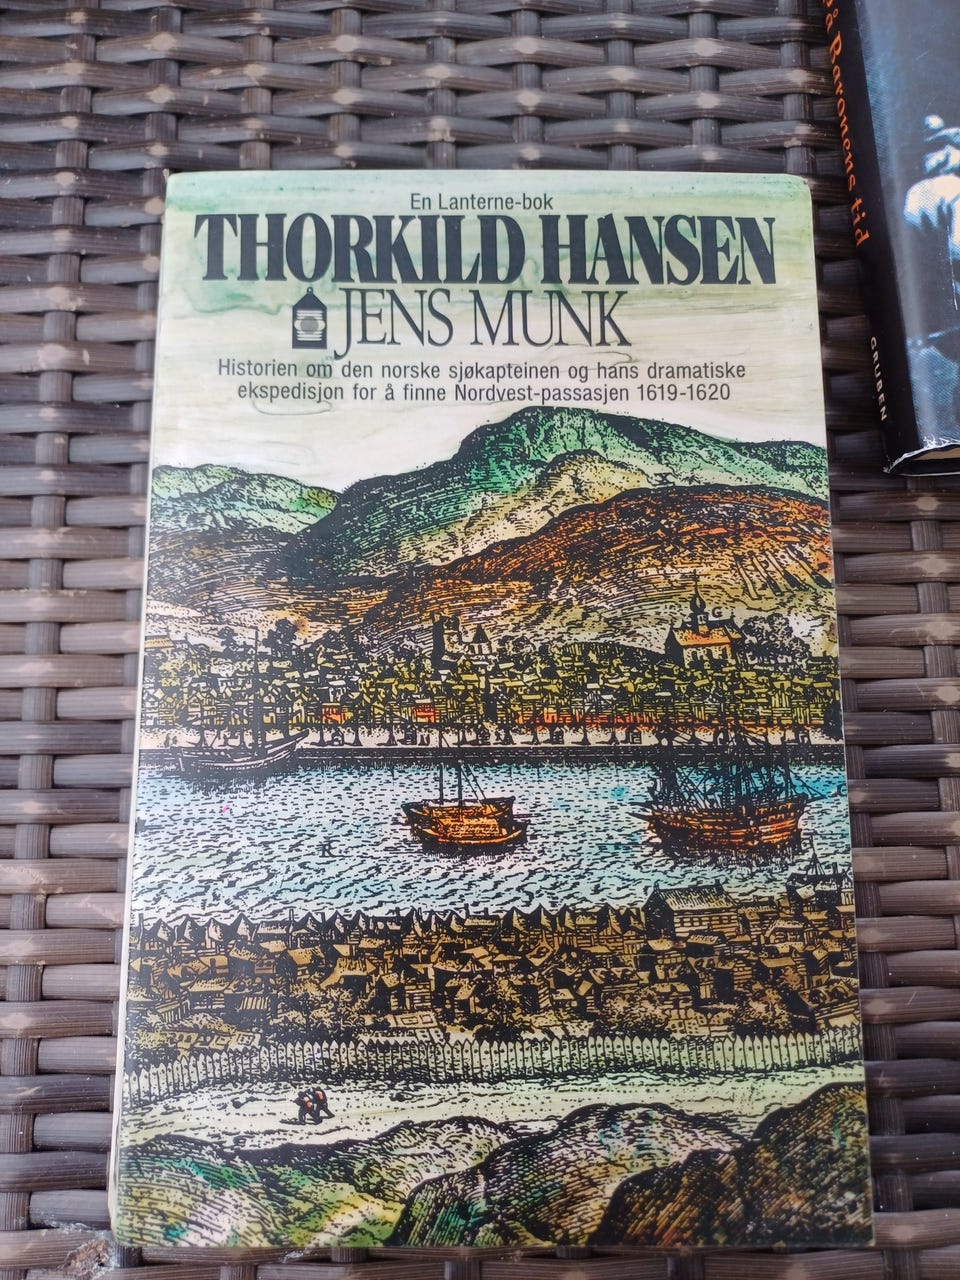 En Lanterne-bok
THORKILD HANSEN
JENS MUNK
Historien om den norske sjøkapteinen og hans dramatiske
ekspedisjon for å finne Nordvest-passasjen 1619-1620
på Baronens tid
GRUBEN